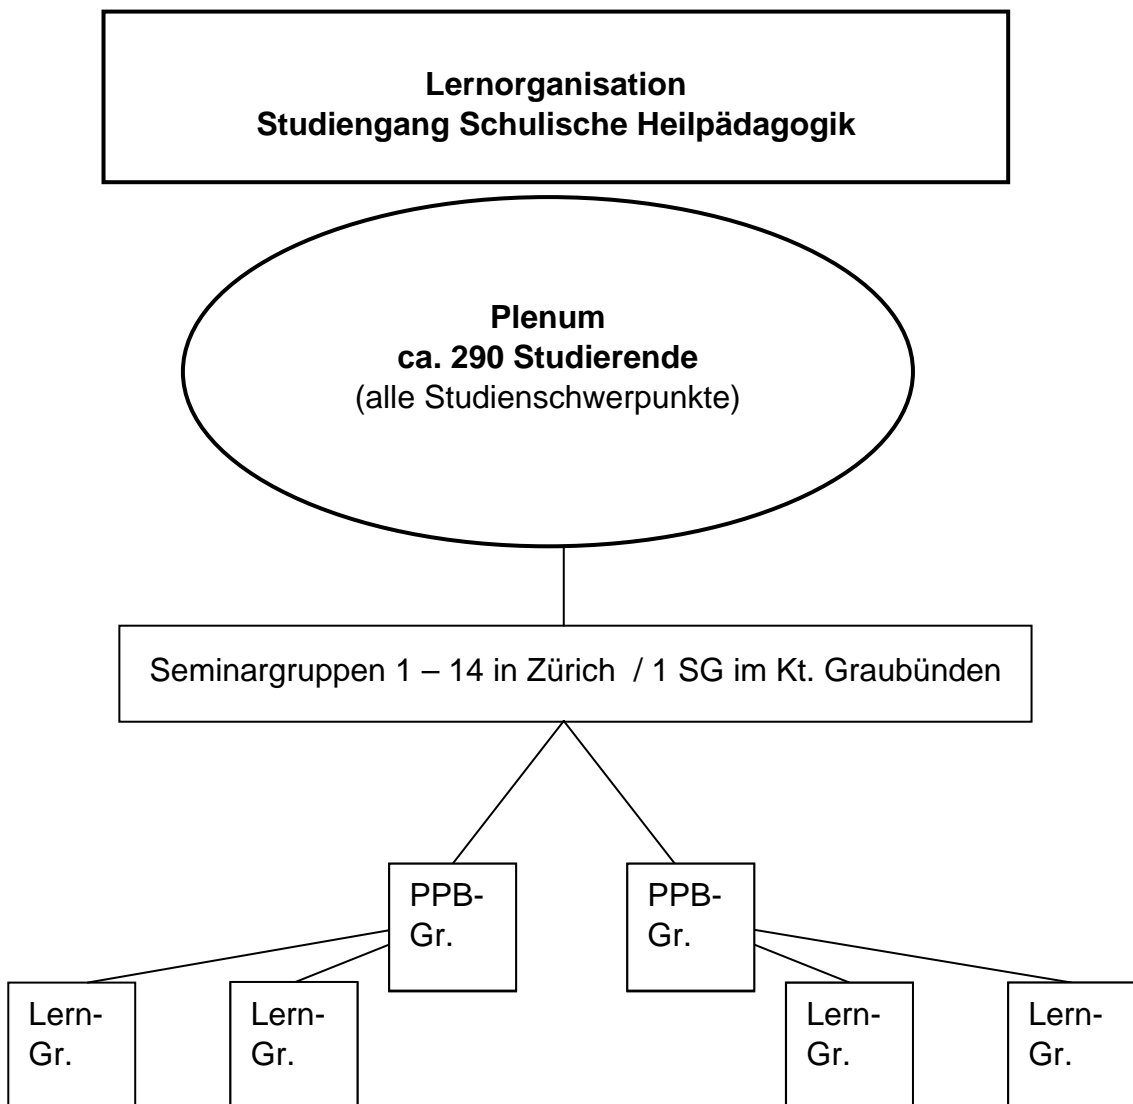 Lernorganisation
Studiengang Schulische Heilpädagogik
Plenum
ca. 290 Studierende
(alle Studienschwerpunkte)
Seminargruppen 1 – 14 in Zürich / 1 SG im Kt. Graubünden
PPB-
Gr.
PPB-
Gr.
Lern-
Gr.
Lern-
Gr.
Lern-
Gr.
Lern-
Gr.